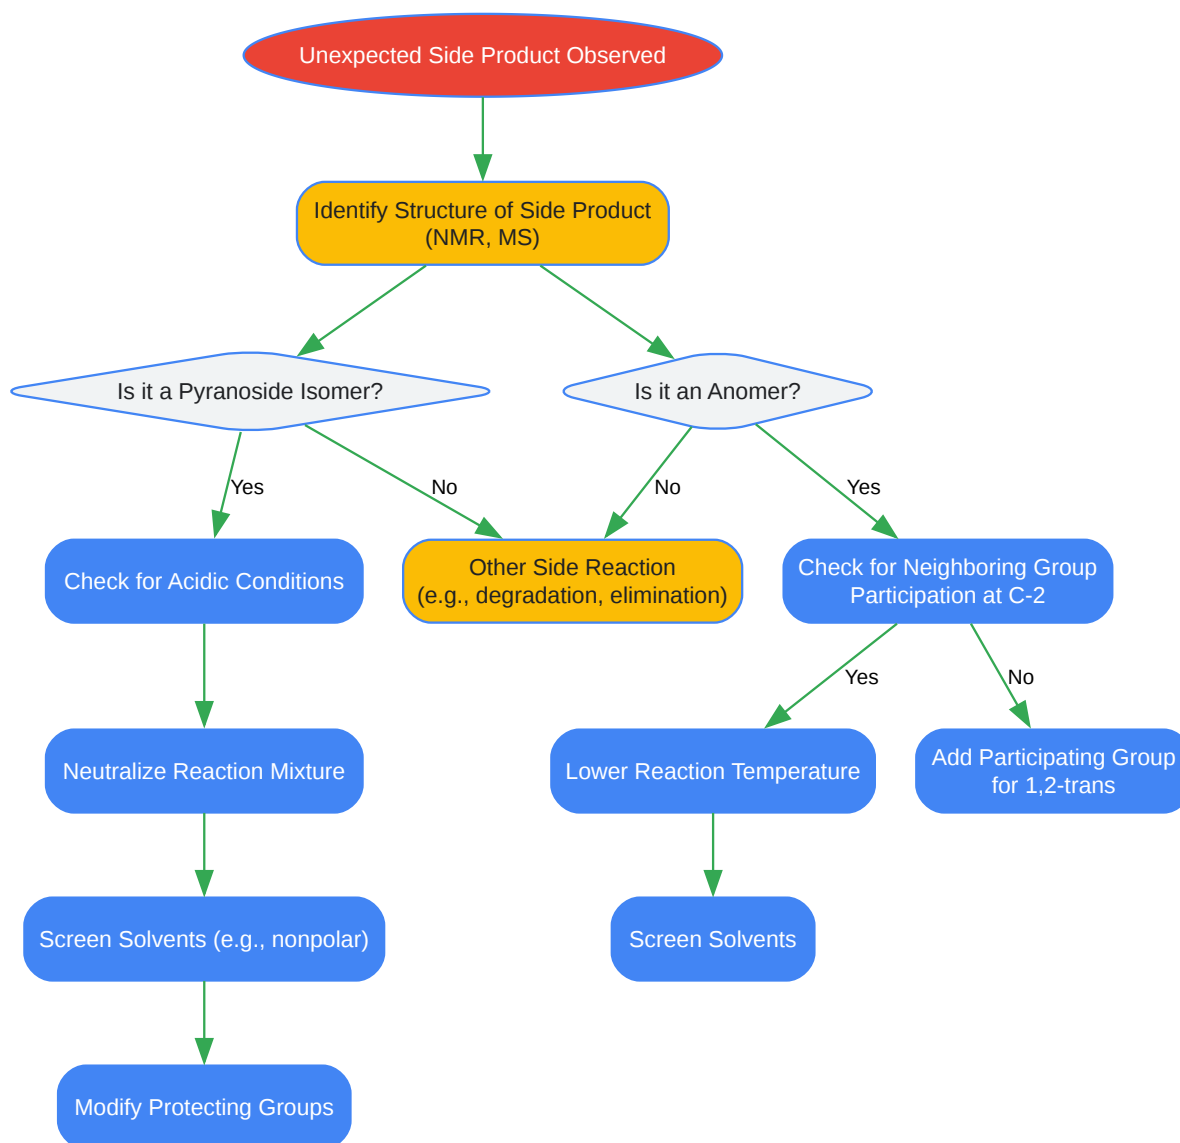 Unexpected Side Product Observed
Identify Structure of Side Product
(NMR, MS)
Is it a Pyranoside Isomer?
Is it an Anomer?
Yes
No
No
Yes
Check for Acidic Conditions
Other Side Reaction
(e.g., degradation, elimination)
Check for Neighboring Group
Participation at C-2
Yes
No
Neutralize Reaction Mixture
Lower Reaction Temperature
Add Participating Group
for 1,2-trans
Screen Solvents (e.g., nonpolar)
Screen Solvents
Modify Protecting Groups